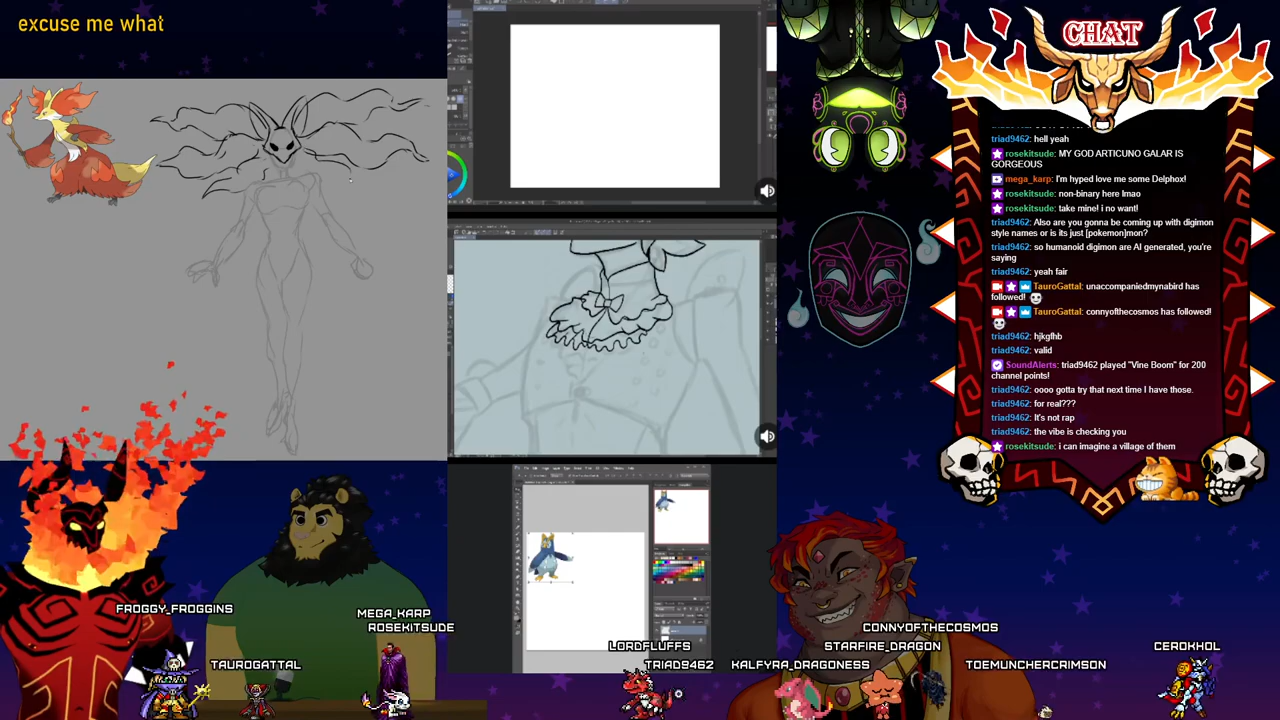 excuse me what
CHAT
triad9462: hell yeah
rosekitsude: MY GOD ARTICUNO GALAR IS
GORGEOUS
mega_karp: I'm hyped love me some Delphox!
rosekitsude: non-binary here lmao
rosekitsude: take mine! i no want!
triad9462: Also are you gonna be coming up with digimon
style names or is its just [pokemon]mon?
triad9462: so humanoid digimon are AI generated, you're
saying
triad9462: yeah fair
TauroGattal: unaccompaniedmynabird has
followed!
TauroGattal: connyofthecosmos has followed!
triad9462: hjkgfhb
triad9462: valid
SoundAlerts: triad9462 played "Vine Boom" for 200
channel points!
triad9462: oooo gotta try that next time I have those.
triad9462: for real???
triad9462: It's not rap
triad9462: the vibe is checking you
rosekitsude: i can imagine a village of them
FROGGY_FROGGINS
MEGA_KARP
ROSEKITSUDE
TAUROGATTAL
LORDFLUFFS
TRIAD9462
KALFYRA_DRAGONESS
STARFIRE_DRAGON
CONNYOFTHECOSMOS
TOEMUNCHERCRIMSON
CEROKHOL